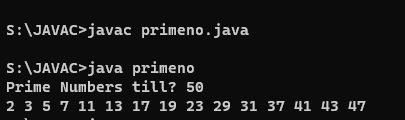 S:\JAVAC>javac primeno.java
S:\JAVAC>java primeno
Prime Numbers till? 50
2 3 5 7 11 13 17 19 23 29 31 37 41 43 47